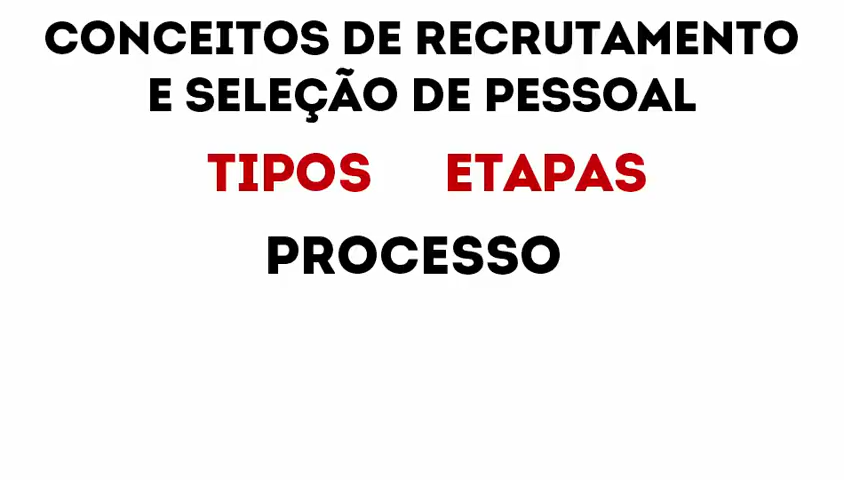 CONCEITOS DE RECRUTAMENTO
E SELEÇÃO DE PESSOAL
TIPOS ETAPAS
PROCESSO